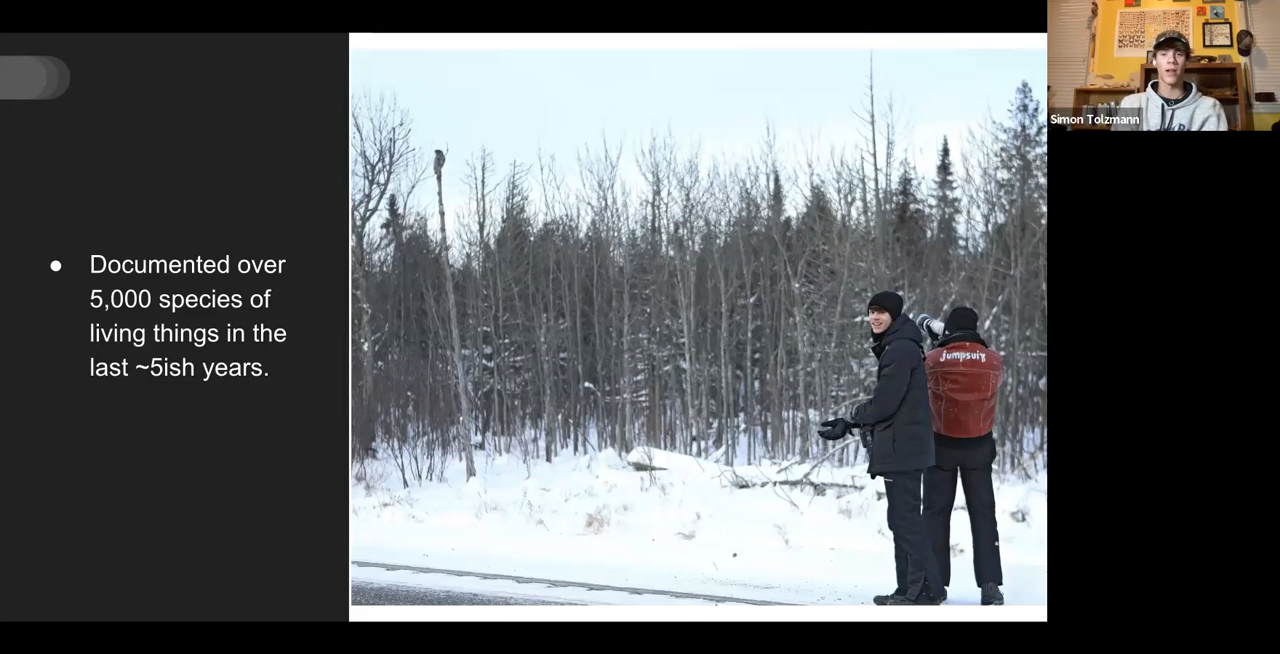 Simon Tolzmann
● Documented over
5,000 species of
living things in the
last ~5ish years.
jumpsuit